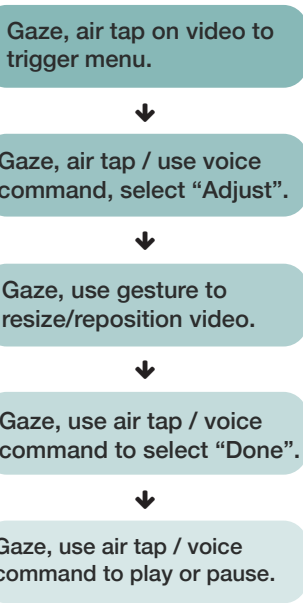 Gaze, air tap on video to
trigger menu.
Gaze, air tap / use voice
command, select “Adjust”.
Gaze, use gesture to
resize/reposition video.
Gaze, use air tap / voice
command to select “Done”.
Gaze, use air tap / voice
command to play or pause.